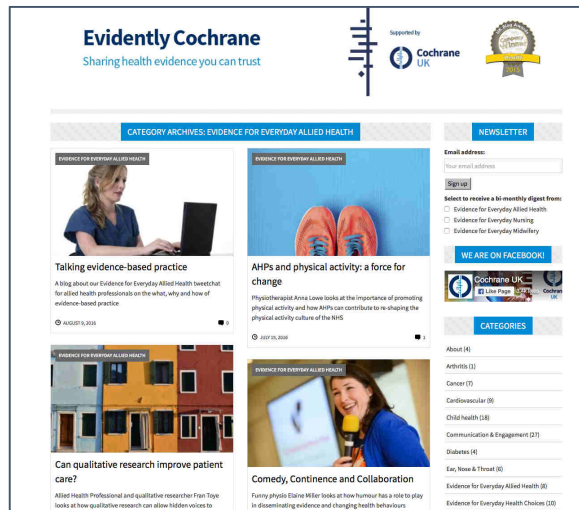 Evidently Cochrane
Sharing health evidence you can trust
Supported by
Cochrane
UK
2015
CATEGORY ARCHIVES: EVIDENCE FOR EVERYDAY ALLIED HEALTH
EVIDENCE FOR EVERYDAY ALLIED HEALTH
Talking evidence-based practice
A blog about our Evidence for Everyday Allied Health tweetchat
for allied health professionals on the what, why and how of
evidence-based practice
AUGUST 9, 2016
0
EVIDENCE FOR EVERYDAY ALLIED HEALTH
AHPs and physical activity: a force for
change
Physiotherapist Anna Lowe looks at the importance of promoting
physical activity and how AHPs can contribute to re-shaping the
physical activity culture of the NHS
JULY 15, 2016
3
EVIDENCE FOR EVERYDAY ALLIED HEALTH
Can qualitative research improve patient
care?
Allied Health Professional and qualitative researcher Fran Toye
looks at how qualitative research can allow hidden voices to
EVIDENCE FOR EVERYDAY ALLIED HEALTH
Comedy, Continence and Collaboration
Funny physio Elaine Miller looks at how humour has a role to play
in disseminating evidence and changing health behaviours
NEWSLETTER
Email address:
Your email address
Sign up
Select to receive a bi-monthly digest from:
Evidence for Everyday Allied Health
Evidence for Everyday Nursing
Evidence for Everyday Midwifery
WE ARE ON FACEBOOK!
Cochrane UK
Like Page
CATEGORIES
About (4)
Arthritis (1)
Cancer (7)
Cardiovascular (9)
Child health (18)
Communication & Engagement (27)
Diabetes (4)
Ear, Nose & Throat (6)
Evidence for Everyday Allied Health (8)
Evidence for Everyday Health Choices (10)